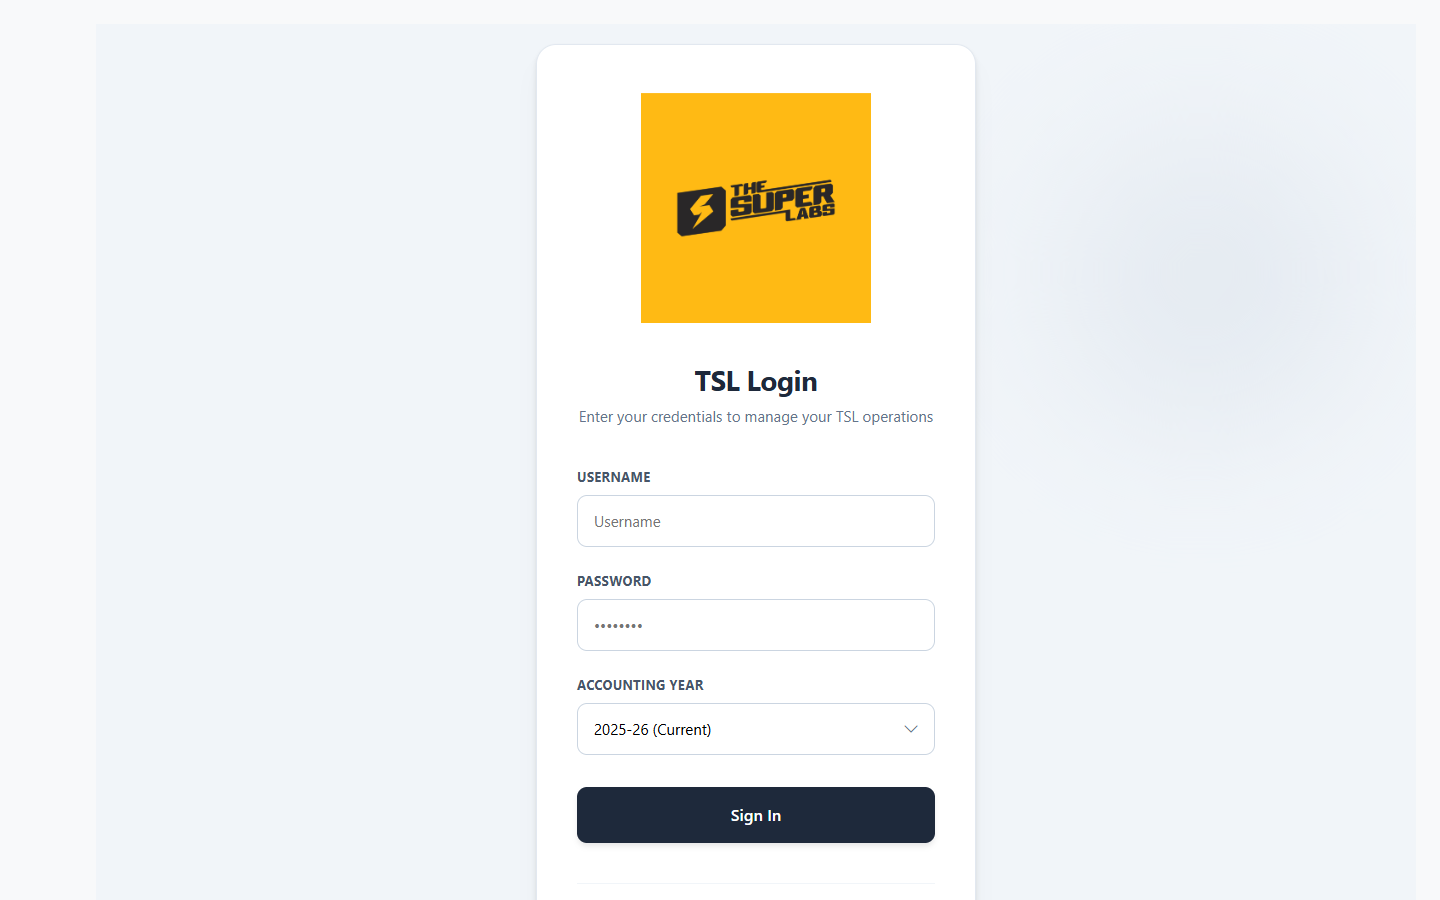 THE
SUPER
LABS
TSL Login
Enter your credentials to manage your TSL operations
USERNAME
Username
PASSWORD
••••••••
ACCOUNTING YEAR
2025-26 (Current)
Sign In